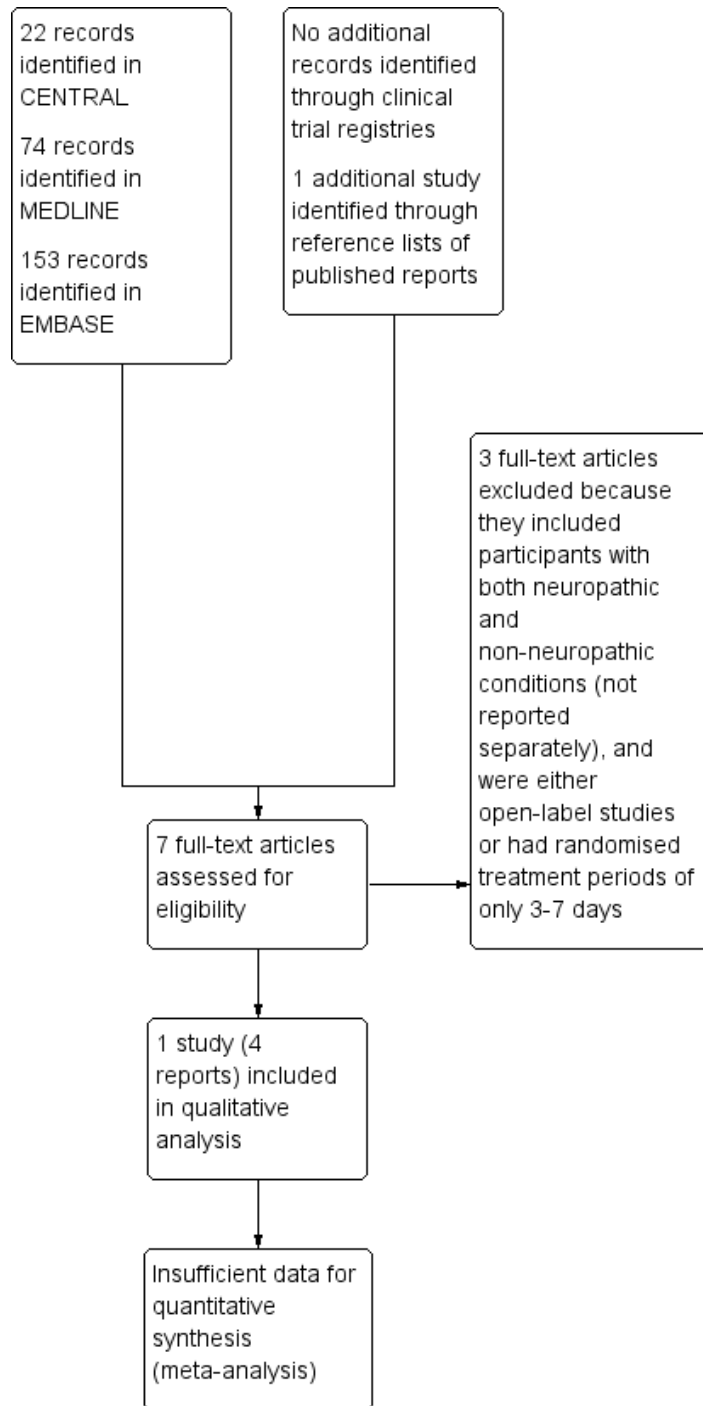 22 records
identified in
CENTRAL
74 records
identified in
MEDLINE
153 records
identified in
EMBASE
No additional
records identified
through clinical
trial registries
1 additional study
identified through
reference lists of
published reports
3 full-text articles
excluded because
they included
participants with
both neuropathic
and
non-neuropathic
conditions (not
reported
separately), and
were either
open-label studies
or had randomised
treatment periods of
only 3-7 days
7 full-text articles
assessed for
eligibility
1 study (4
reports) included
in qualitative
analysis
Insufficient data for
quantitative
synthesis
(meta-analysis)